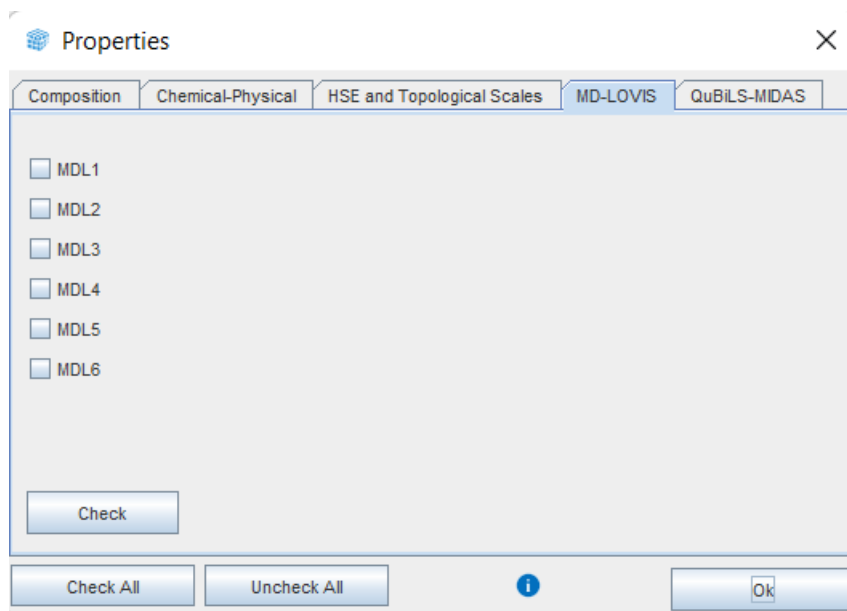 Properties
Composition Chemical-Physical HSE and Topological Scales MD-LOVIS QuBiLS-MIDAS
MDL1
MDL2
MDL3
MDL4
MDL5
MDL6
Check
Check All Uncheck All i Ok